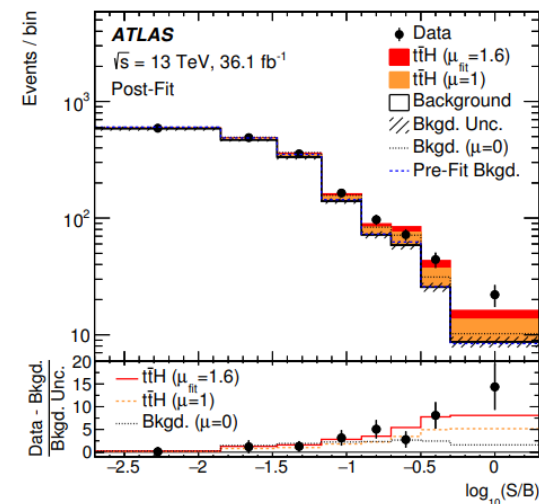 ATLAS
√s = 13 TeV, 36.1 fb⁻¹
Post-Fit
Data
tt̄H (μ_fit=1.6)
tt̄H (μ=1)
Background
Bkgd. Unc.
Bkgd. (μ=0)
Pre-Fit Bkgd.
Events / bin
10³
10²
10
Data - Bkgd.
Bkgd. Unc.
20
15
10
5
0
tt̄H (μ_fit=1.6)
tt̄H (μ=1)
Bkgd. (μ=0)
−2.5 −2 −1.5 −1 −0.5 0
log₁₀(S/B)